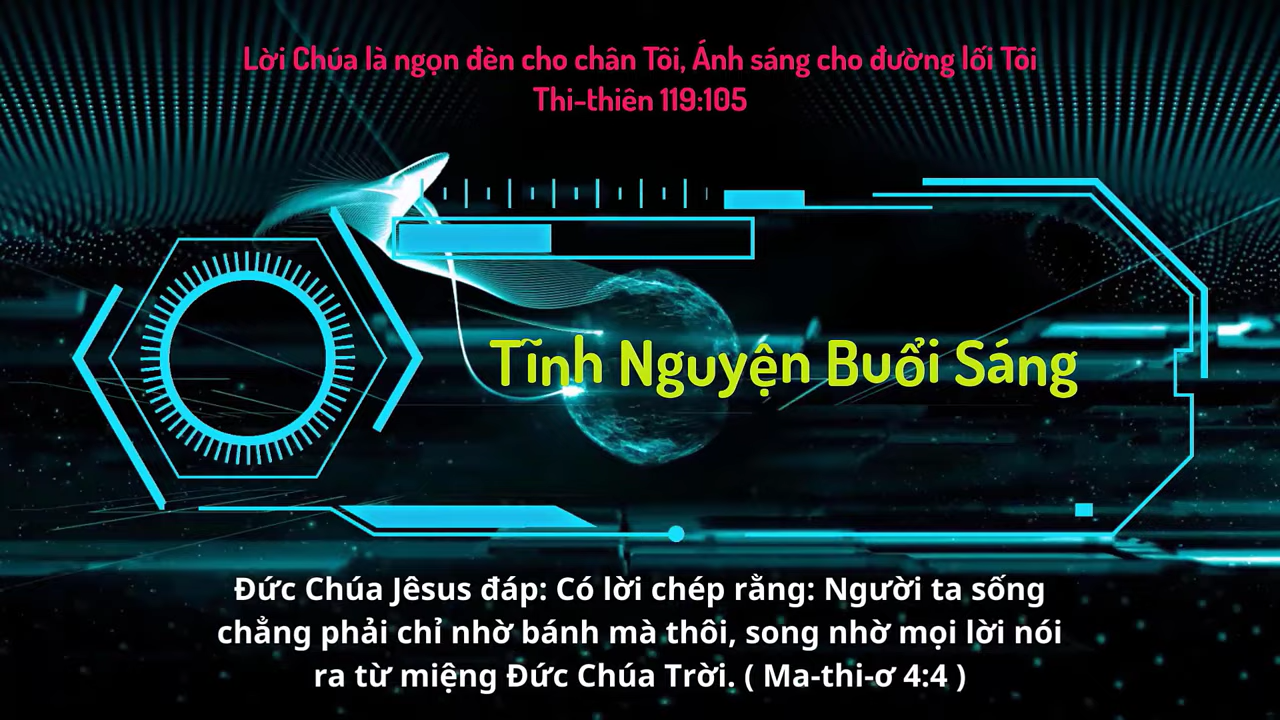 Lời Chúa là ngọn đèn cho chân Tôi, Ánh sáng cho đường lối Tôi
Thi-thiên 119:105
Tĩnh Nguyện Buổi Sáng
Đức Chúa Jêsus đáp: Có lời chép rằng: Người ta sống
chẳng phải chỉ nhờ bánh mà thôi, song nhờ mọi lời nói
ra từ miệng Đức Chúa Trời. ( Ma-thi-ơ 4:4 )